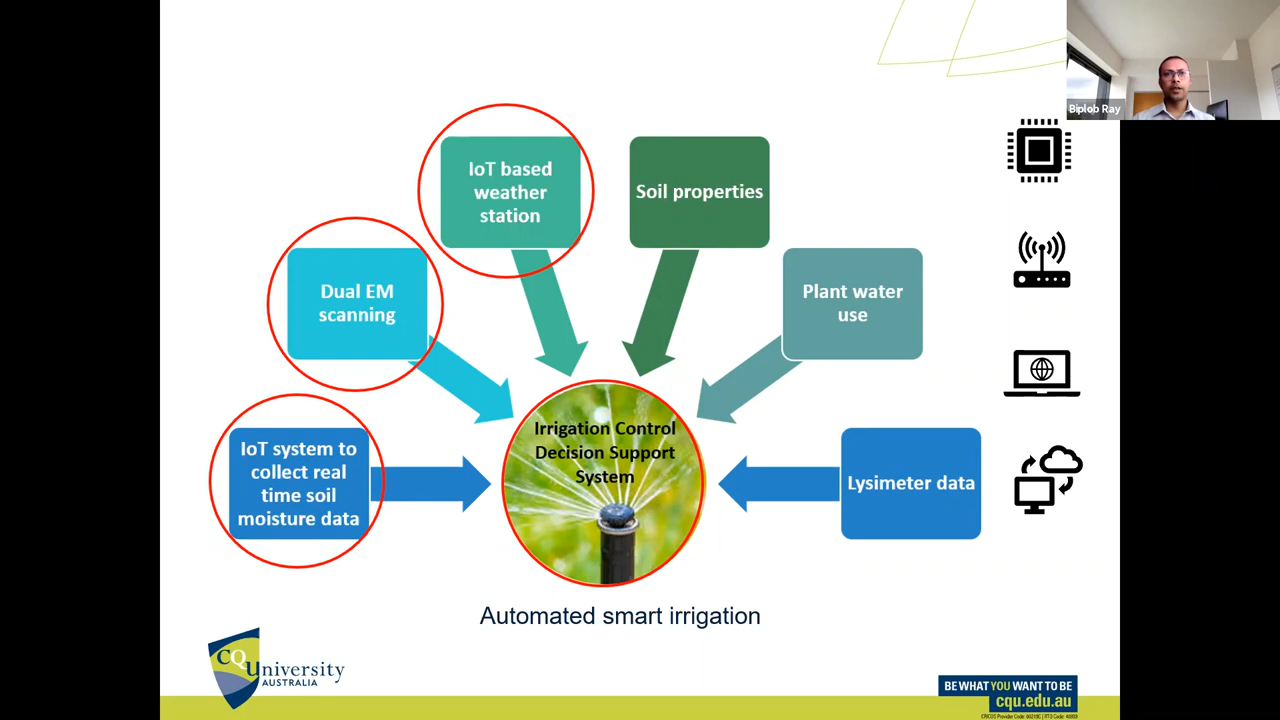 Biplob Ray
IoT based
weather
station
Soil properties
Dual EM
scanning
Plant water
use
IoT system to
collect real
time soil
moisture data
Irrigation Control
Decision Support
System
Lysimeter data
Automated smart irrigation
CQUniversity
AUSTRALIA
BE WHAT YOU WANT TO BE
cqu.edu.au